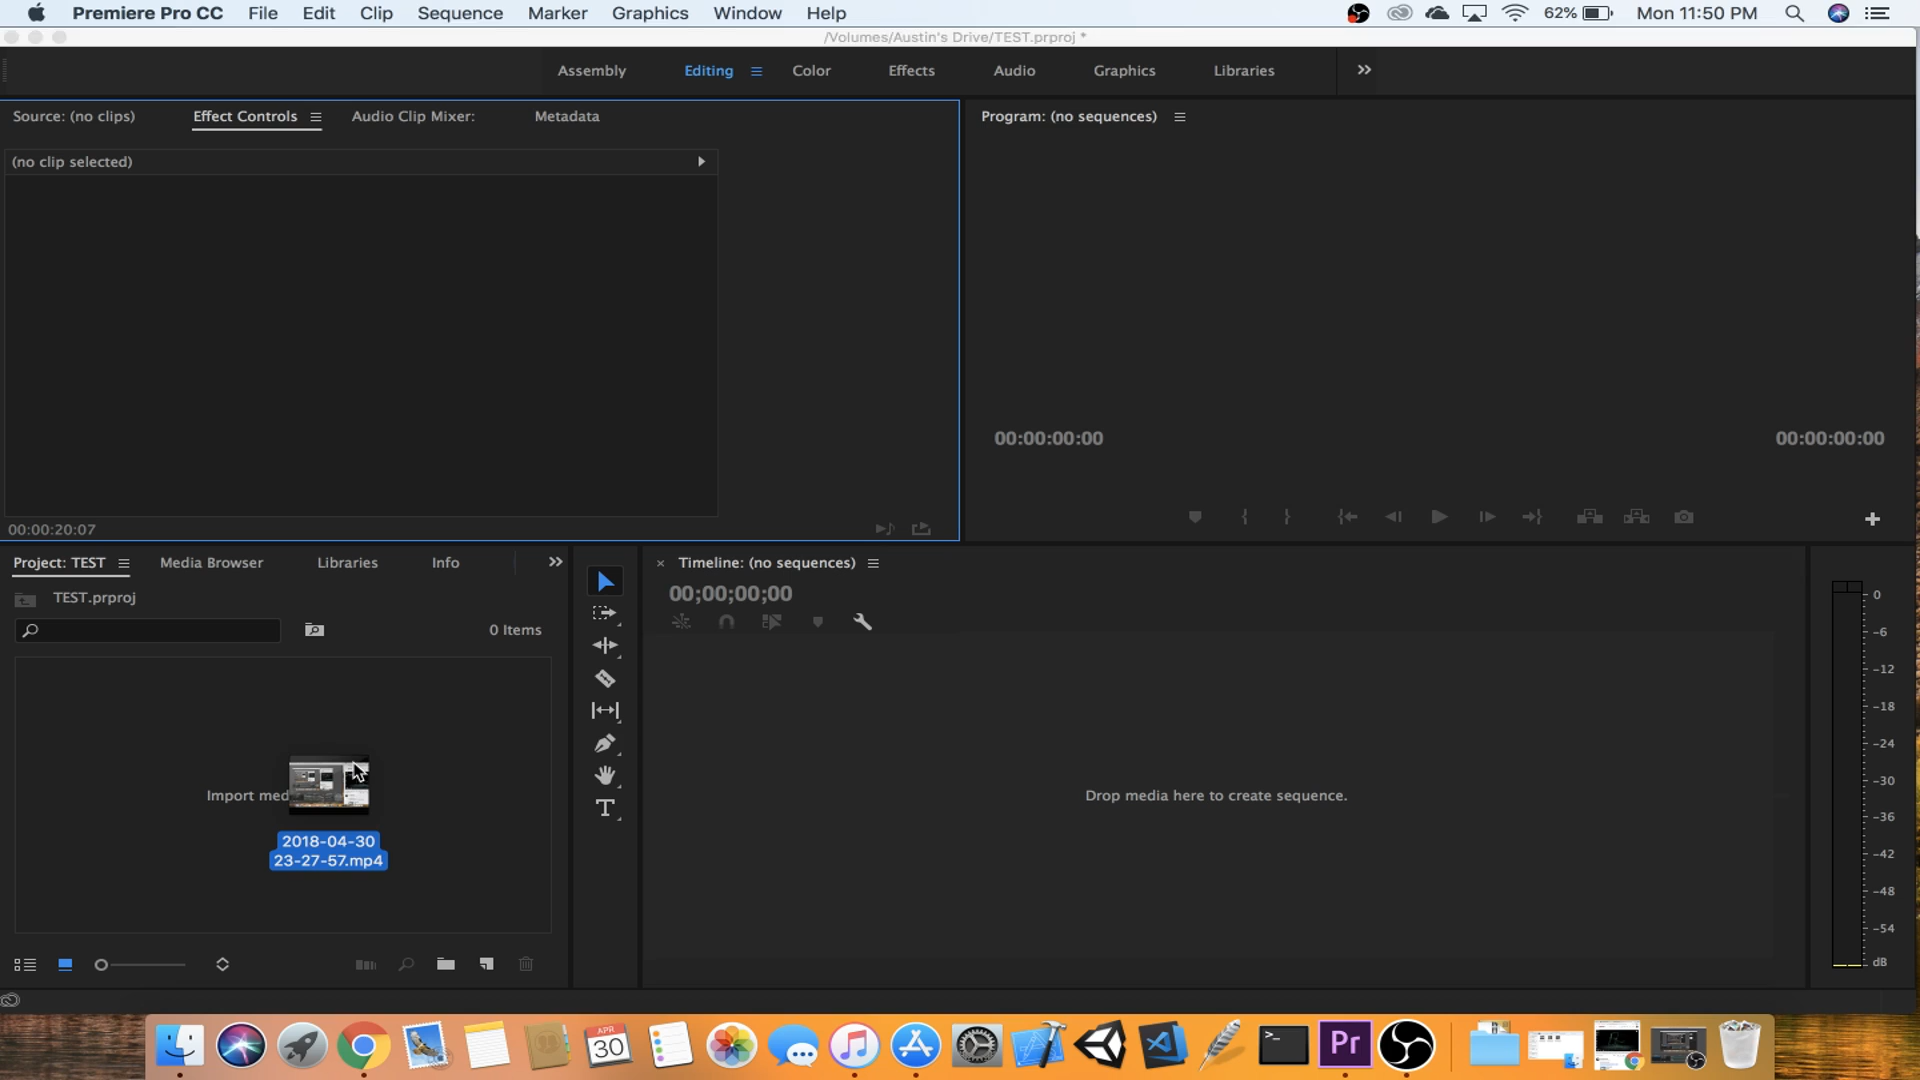 Premiere Pro CC File Edit Clip Sequence Marker Graphics Window Help 62% Mon 11:50 PM
/Volumes/Austin's Drive/TEST.prproj *
Assembly Editing Color Effects Audio Graphics Libraries
Source: (no clips) Effect Controls Audio Clip Mixer: Metadata
Program: (no sequences)
(no clip selected)
00:00:00:00 00:00:00:00
00:00:20:07
Project: TEST Media Browser Libraries Info
Timeline: (no sequences)
TEST.prproj
00;00;00;00
0 Items
Import med
2018-04-30
23-27-57.mp4
Drop media here to create sequence.
0
-6
-12
-18
-24
-30
-36
-42
-48
-54
dB
APR
30
Pr